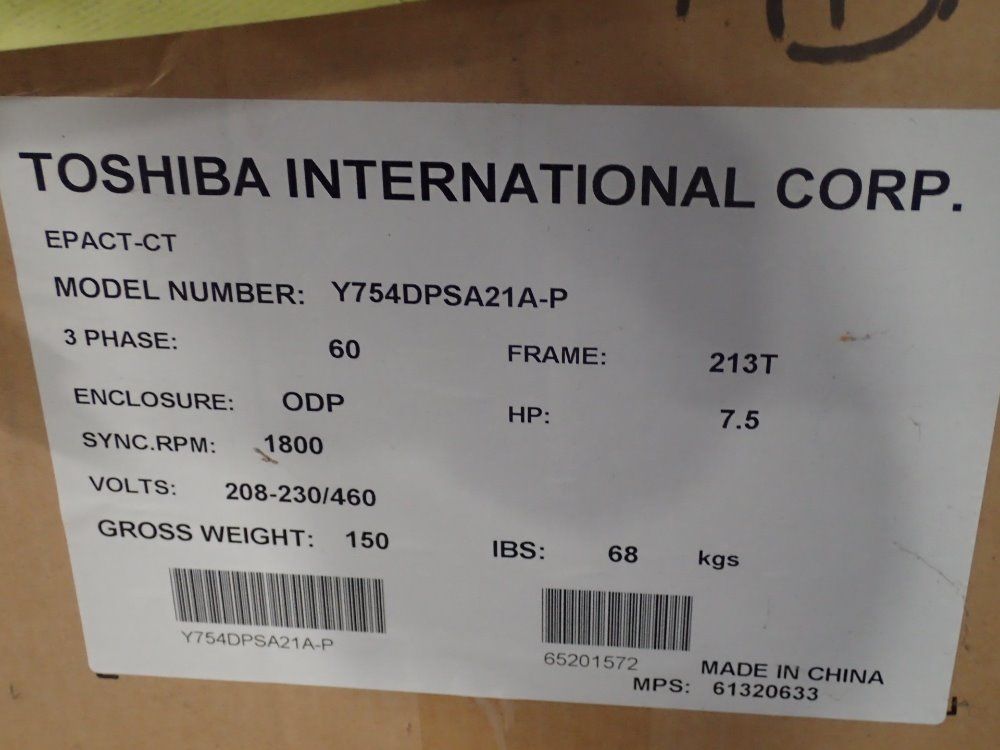 TOSHIBA INTERNATIONAL CORP.
EPACT-CT
MODEL NUMBER: Y754DPSA21A-P
3 PHASE: 60 FRAME: 213T
ENCLOSURE: ODP HP: 7.5
SYNC.RPM: 1800
VOLTS: 208-230/460
GROSS WEIGHT: 150 IBS: 68 kgs
Y754DPSA21A-P
65201572 MADE IN CHINA
MPS: 61320633